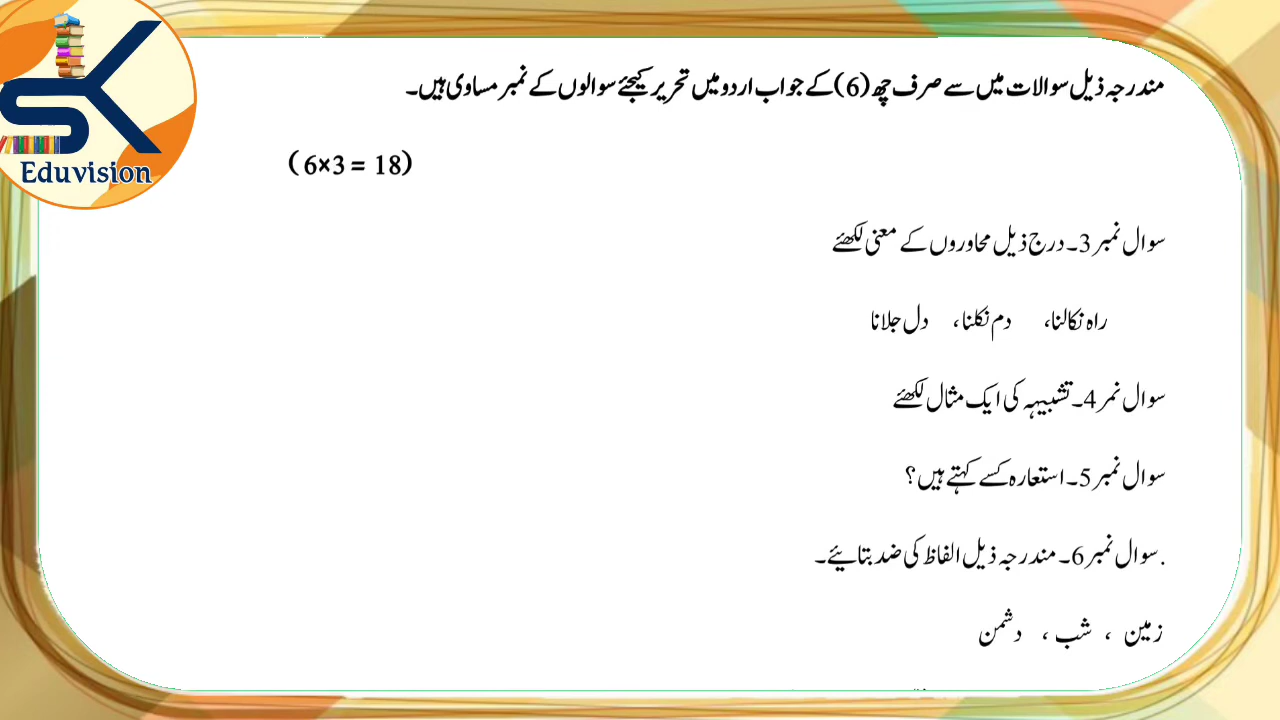 SK
Eduvision
مندرجہ ذیل سوالات میں سے صرف چھ (6) کے جواب اردو میں تحریر کیجئے سوالوں کے نمبر مساوی ہیں۔
( 6×3 = 18)
سوال نمبر 3۔ درج ذیل محاوروں کے معنی لکھئے
راہ نکالنا، دم نکلنا، دل جلانا
سوال نمر 4۔ تشبیہہ کی ایک مثال لکھئے
سوال نمبر 5۔ استعارہ کسے کہتے ہیں؟
. سوال نمبر 6۔ مندرجہ ذیل الفاظ کی ضد بتایئے۔
زمین ، شب ، دشمن